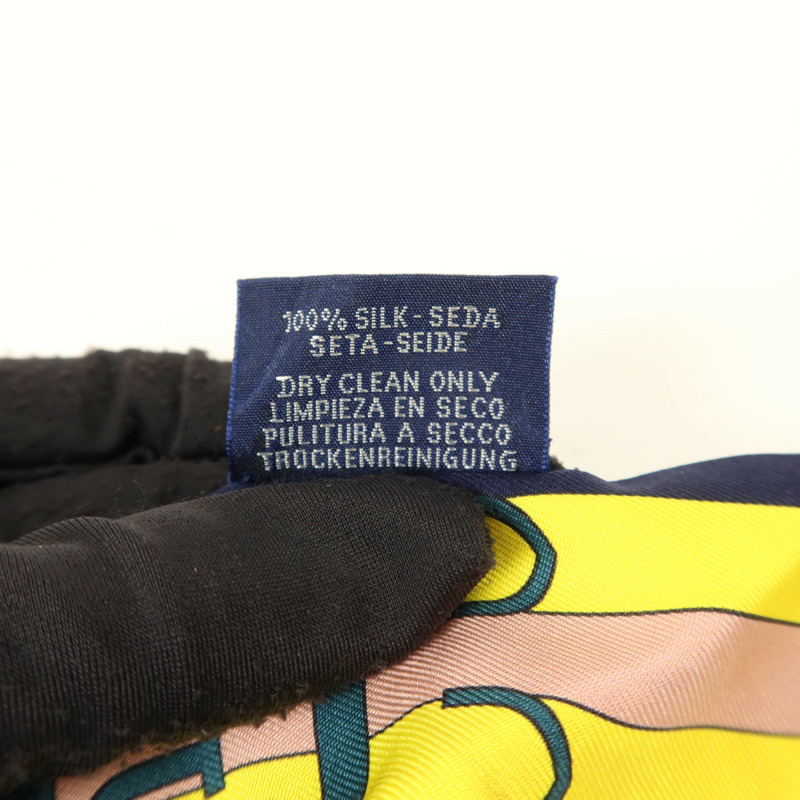 100% SILK-SEDA
SETA-SEIDE
DRY CLEAN ONLY
LIMPIEZA EN SECO
PULITURA A SECCO
TROCKENREINIGUNG